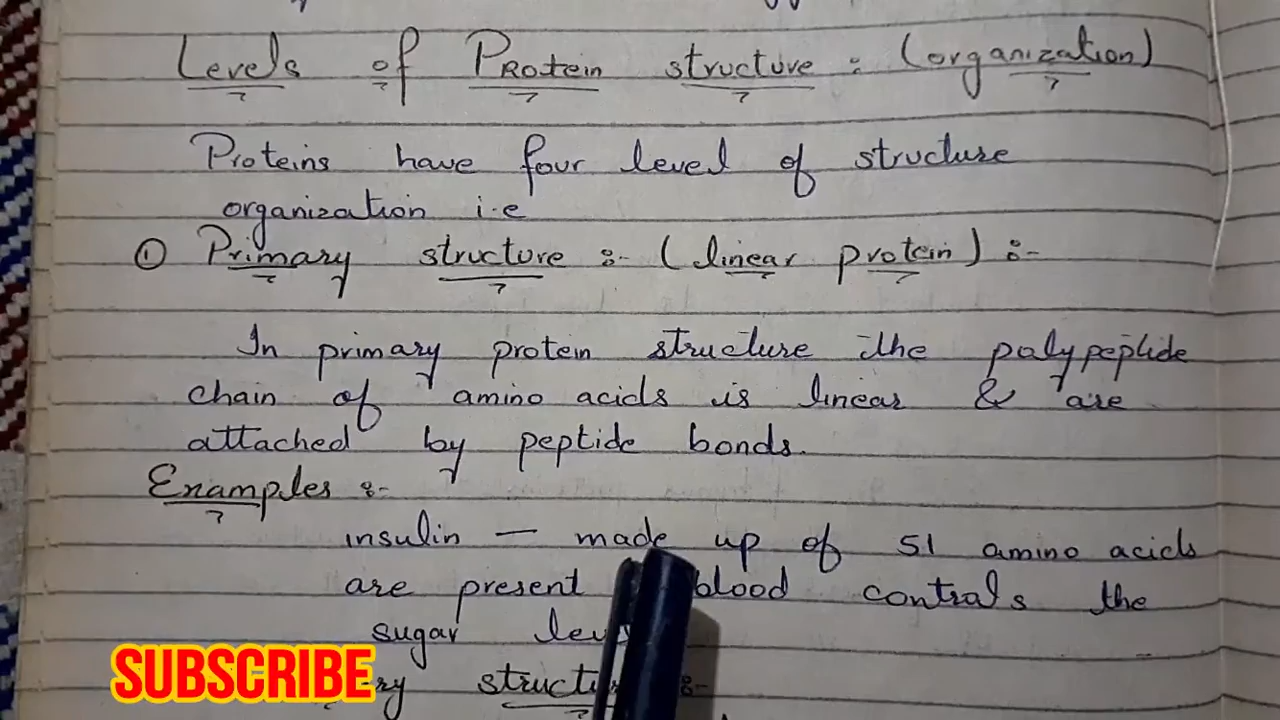 Levels of Protein structure : (organization)
Proteins have four level of structure
organization i.e
① Primary structure :- (linear protein) :-
In primary protein structure the polypeptide
chain of amino acids is linear & are
attached by peptide bonds.
Examples :-
insulin — made up of 51 amino acids
are present blood controls the
sugar
structu :-
SUBSCRIBE